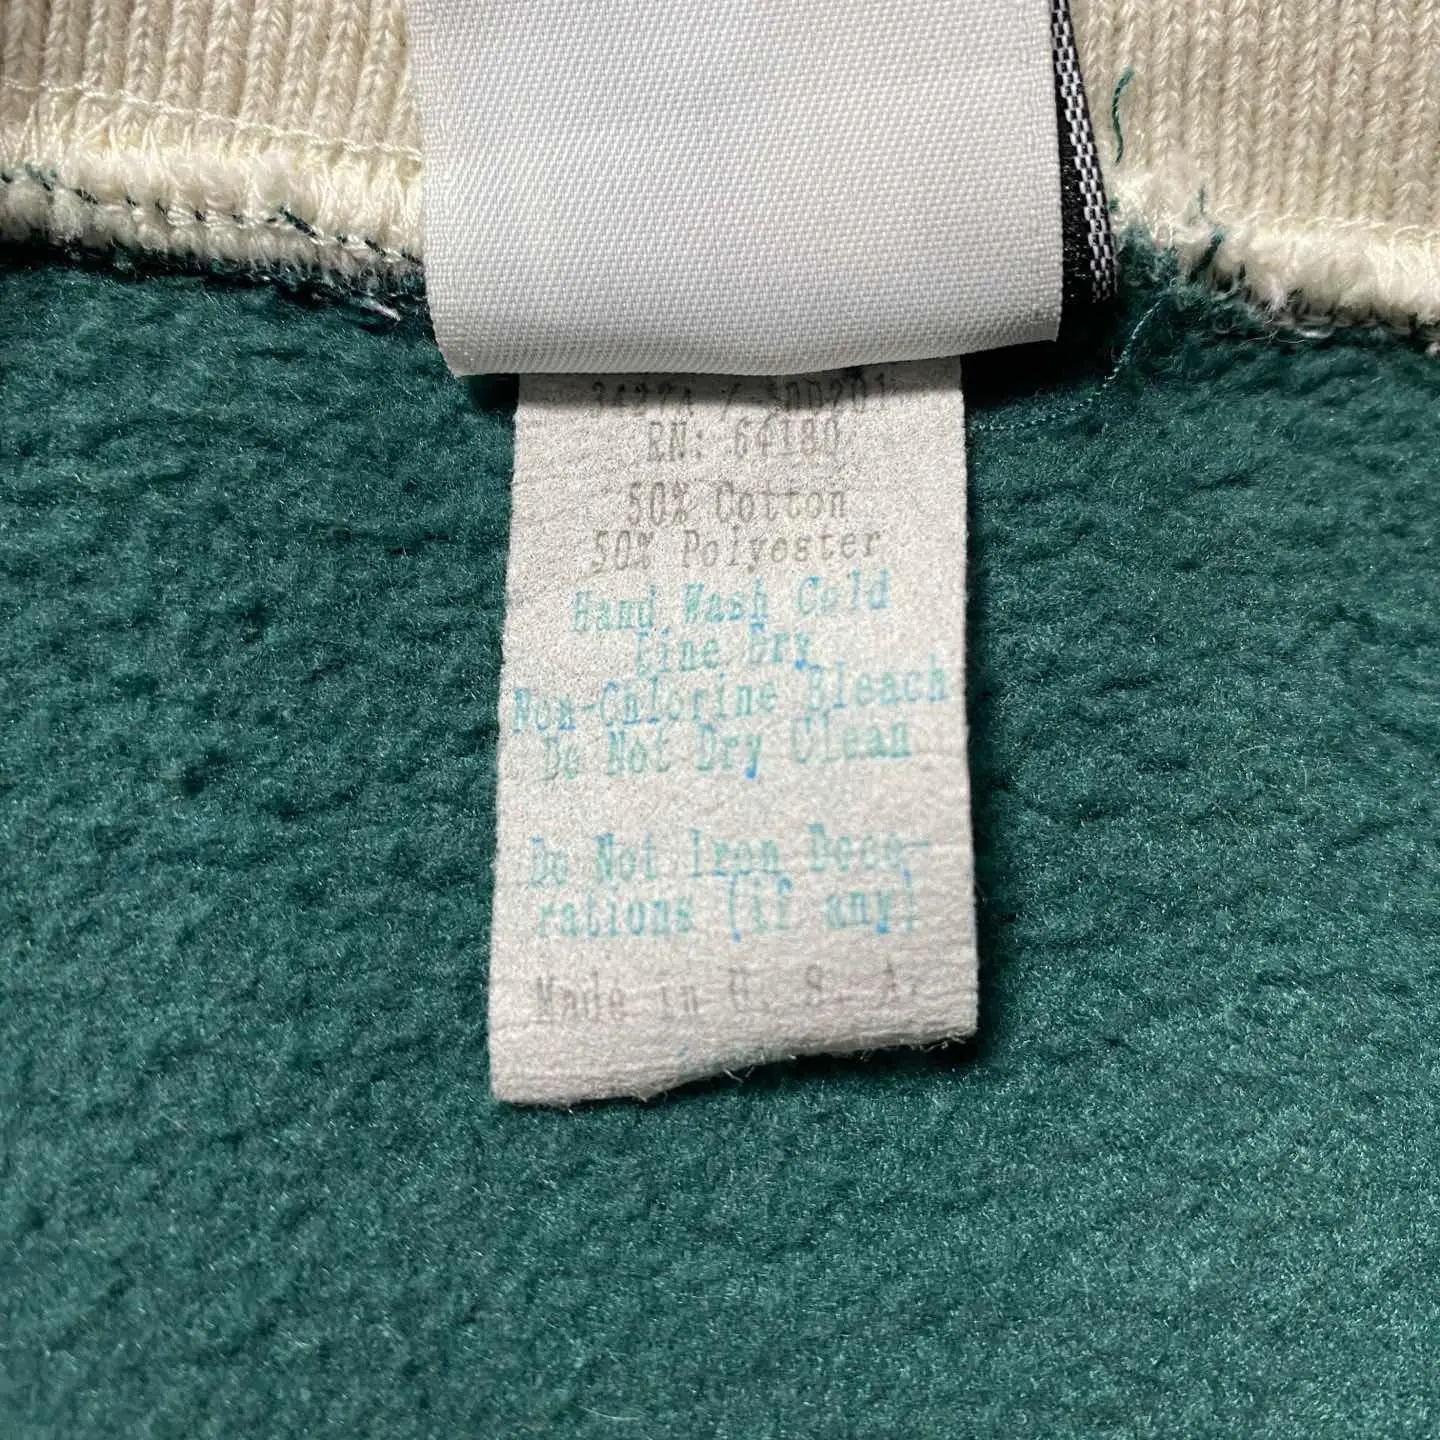 RN: 64180
50% Cotton
50% Polyester
Hand Wash Cold
Line Dry
Non-Chlorine Bleach
Do Not Dry Clean
Do Not Iron Deco-
rations (if any)
Made in U. S. A.